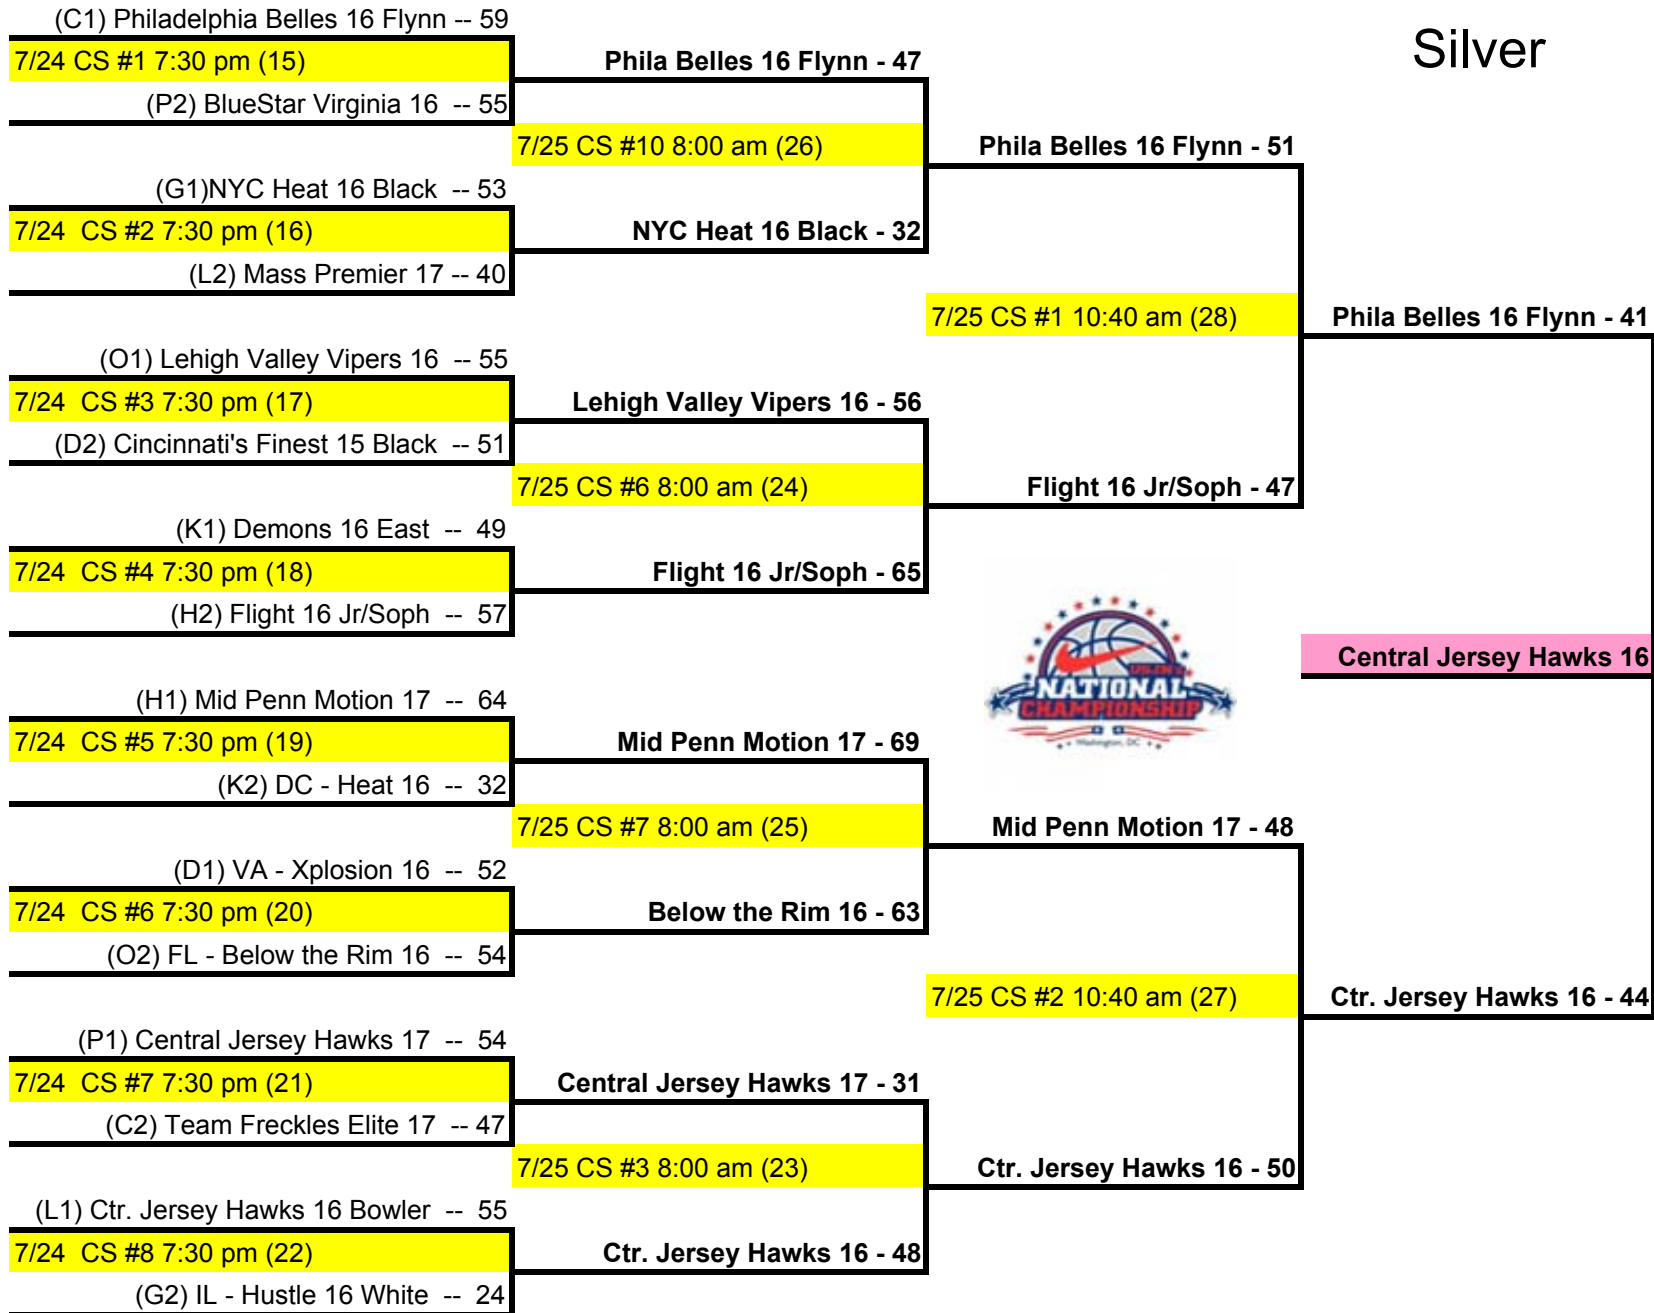 Silver
(C1) Philadelphia Belles 16 Flynn -- 59
7/24 CS #1 7:30 pm (15)
(P2) BlueStar Virginia 16 -- 55
(G1)NYC Heat 16 Black -- 53
7/24 CS #2 7:30 pm (16)
(L2) Mass Premier 17 -- 40
(O1) Lehigh Valley Vipers 16 -- 55
7/24 CS #3 7:30 pm (17)
(D2) Cincinnati's Finest 15 Black -- 51
(K1) Demons 16 East -- 49
7/24 CS #4 7:30 pm (18)
(H2) Flight 16 Jr/Soph -- 57
(H1) Mid Penn Motion 17 -- 64
7/24 CS #5 7:30 pm (19)
(K2) DC - Heat 16 -- 32
(D1) VA - Xplosion 16 -- 52
7/24 CS #6 7:30 pm (20)
(O2) FL - Below the Rim 16 -- 54
(P1) Central Jersey Hawks 17 -- 54
7/24 CS #7 7:30 pm (21)
(C2) Team Freckles Elite 17 -- 47
(L1) Ctr. Jersey Hawks 16 Bowler -- 55
7/24 CS #8 7:30 pm (22)
(G2) IL - Hustle 16 White -- 24
Phila Belles 16 Flynn - 47
7/25 CS #10 8:00 am (26)
NYC Heat 16 Black - 32
Lehigh Valley Vipers 16 - 56
7/25 CS #6 8:00 am (24)
Flight 16 Jr/Soph - 65
Mid Penn Motion 17 - 69
7/25 CS #7 8:00 am (25)
Below the Rim 16 - 63
Central Jersey Hawks 17 - 31
7/25 CS #3 8:00 am (23)
Ctr. Jersey Hawks 16 - 48
Phila Belles 16 Flynn - 51
7/25 CS #1 10:40 am (28)
Flight 16 Jr/Soph - 47
NATIONAL
CHAMPIONSHIP
Washington, DC
Mid Penn Motion 17 - 48
7/25 CS #2 10:40 am (27)
Ctr. Jersey Hawks 16 - 50
Phila Belles 16 Flynn - 41
Central Jersey Hawks 16
Ctr. Jersey Hawks 16 - 44